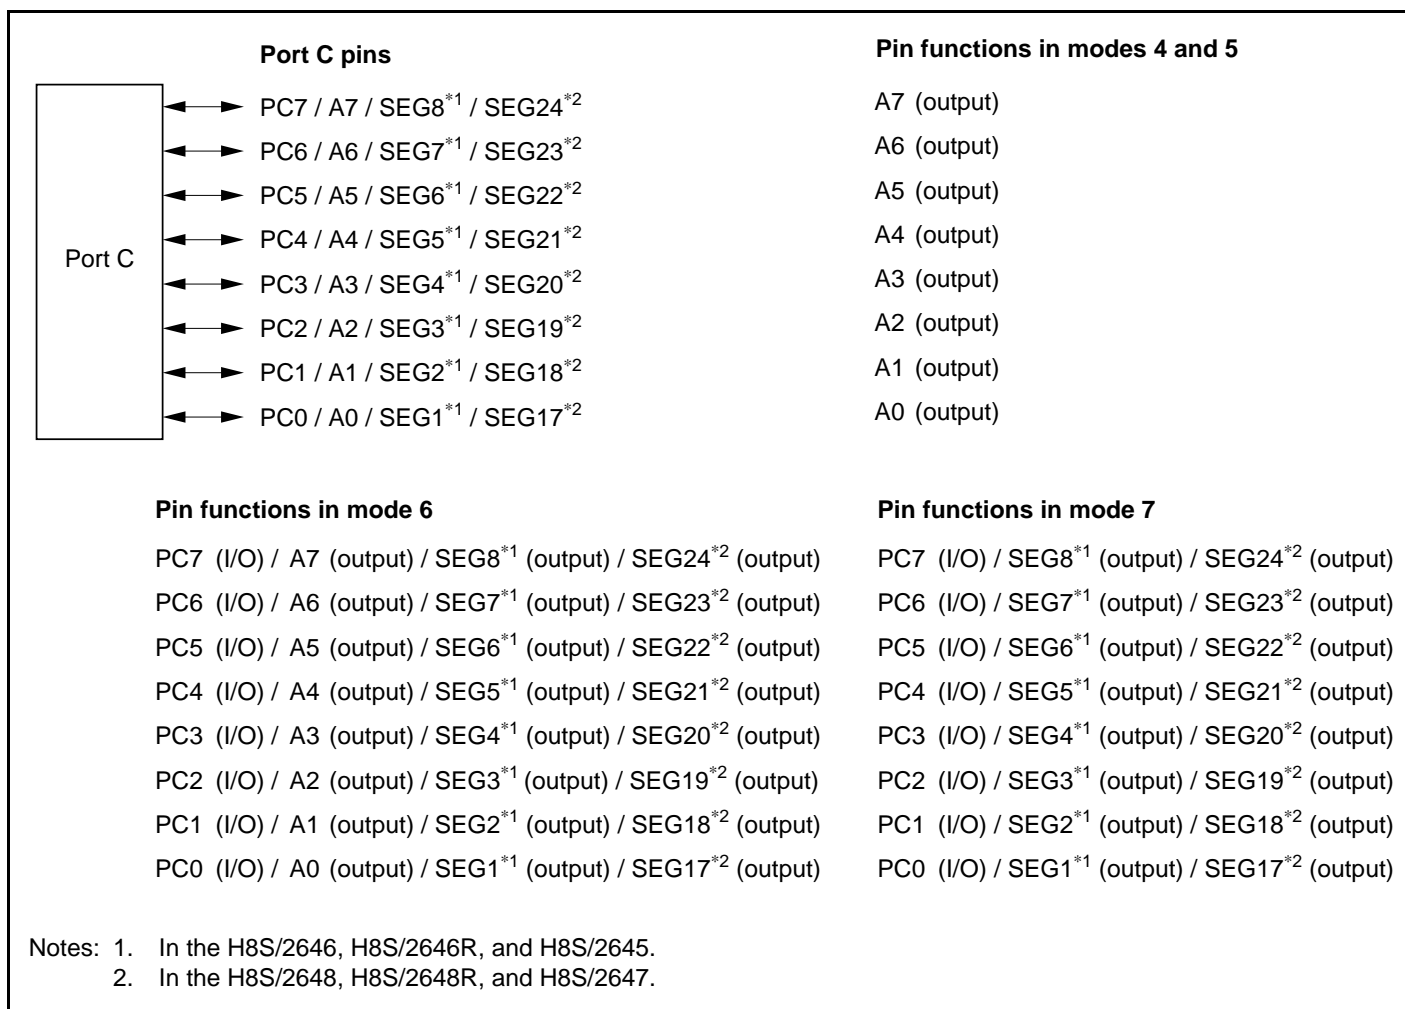 Port C pins
Port C
PC7 / A7 / SEG8*1 / SEG24*2
PC6 / A6 / SEG7*1 / SEG23*2
PC5 / A5 / SEG6*1 / SEG22*2
PC4 / A4 / SEG5*1 / SEG21*2
PC3 / A3 / SEG4*1 / SEG20*2
PC2 / A2 / SEG3*1 / SEG19*2
PC1 / A1 / SEG2*1 / SEG18*2
PC0 / A0 / SEG1*1 / SEG17*2
Pin functions in modes 4 and 5
A7 (output)
A6 (output)
A5 (output)
A4 (output)
A3 (output)
A2 (output)
A1 (output)
A0 (output)
Pin functions in mode 6
PC7 (I/O) / A7 (output) / SEG8*1 (output) / SEG24*2 (output)
PC6 (I/O) / A6 (output) / SEG7*1 (output) / SEG23*2 (output)
PC5 (I/O) / A5 (output) / SEG6*1 (output) / SEG22*2 (output)
PC4 (I/O) / A4 (output) / SEG5*1 (output) / SEG21*2 (output)
PC3 (I/O) / A3 (output) / SEG4*1 (output) / SEG20*2 (output)
PC2 (I/O) / A2 (output) / SEG3*1 (output) / SEG19*2 (output)
PC1 (I/O) / A1 (output) / SEG2*1 (output) / SEG18*2 (output)
PC0 (I/O) / A0 (output) / SEG1*1 (output) / SEG17*2 (output)
Pin functions in mode 7
PC7 (I/O) / SEG8*1 (output) / SEG24*2 (output)
PC6 (I/O) / SEG7*1 (output) / SEG23*2 (output)
PC5 (I/O) / SEG6*1 (output) / SEG22*2 (output)
PC4 (I/O) / SEG5*1 (output) / SEG21*2 (output)
PC3 (I/O) / SEG4*1 (output) / SEG20*2 (output)
PC2 (I/O) / SEG3*1 (output) / SEG19*2 (output)
PC1 (I/O) / SEG2*1 (output) / SEG18*2 (output)
PC0 (I/O) / SEG1*1 (output) / SEG17*2 (output)
Notes: 1. In the H8S/2646, H8S/2646R, and H8S/2645.
2. In the H8S/2648, H8S/2648R, and H8S/2647.